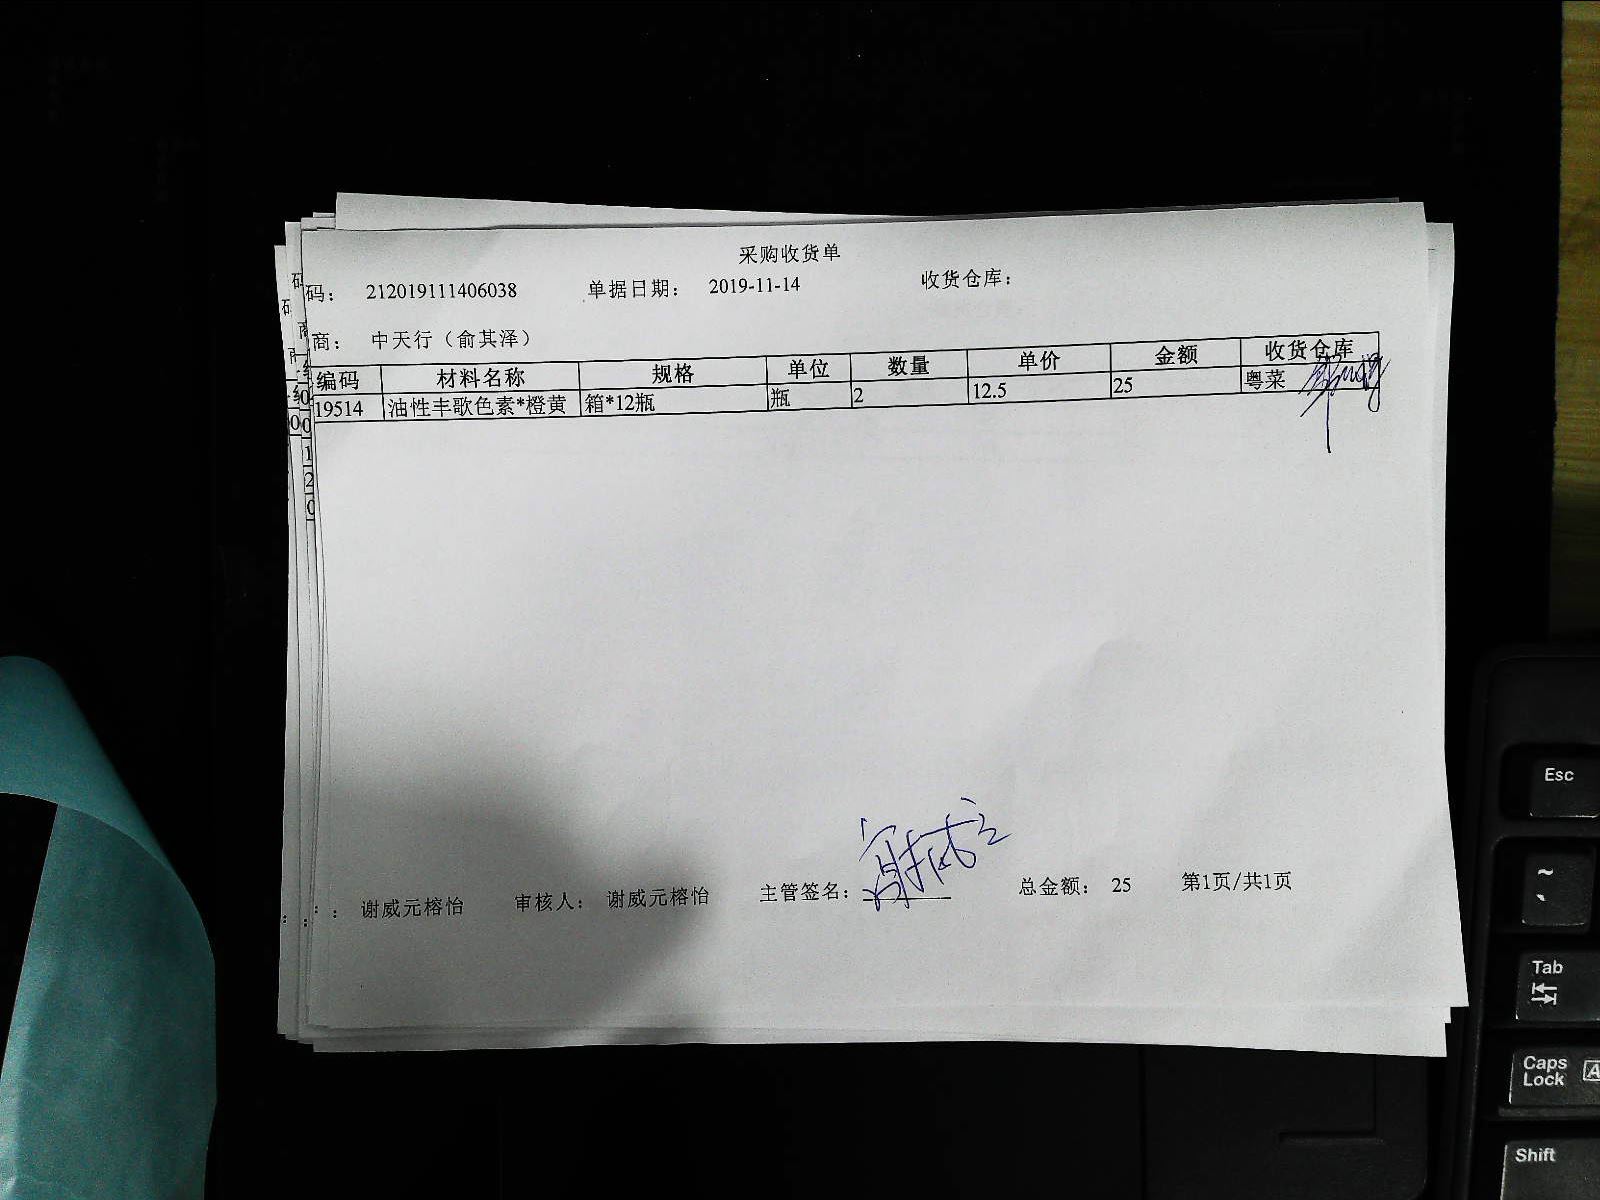 采购收货单
码： 212019111406038 单据日期： 2019-11-14 收货仓库：
商： 中天行（俞其泽）
编码 材料名称 规格 单位 数量 单价 金额 收货仓库
19514 油性丰歌色素*橙黄 箱*12瓶 瓶 2 12.5 25 粤菜
： 谢威元榕怡 审核人： 谢威元榕怡 主管签名： 总金额： 25 第1页/共1页
Esc
~
Tab
Caps Lock
A
Shift